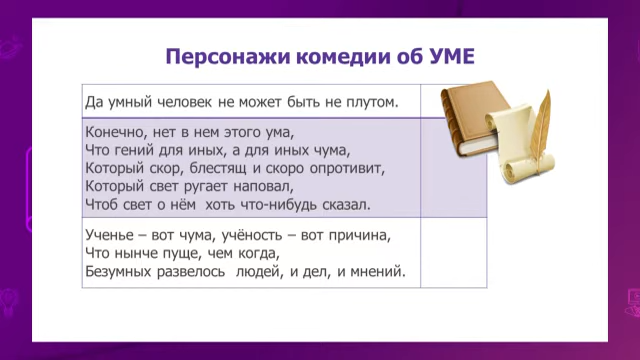 Персонажи комедии об УМЕ
Да умный человек не может быть не плутом.
Конечно, нет в нем этого ума,
Что гений для иных, а для иных чума,
Который скор, блестящ и скоро опротивит,
Который свет ругает наповал,
Чтоб свет о нём хоть что-нибудь сказал.
Ученье – вот чума, учёность – вот причина,
Что нынче пуще, чем когда,
Безумных развелось людей, и дел, и мнений.